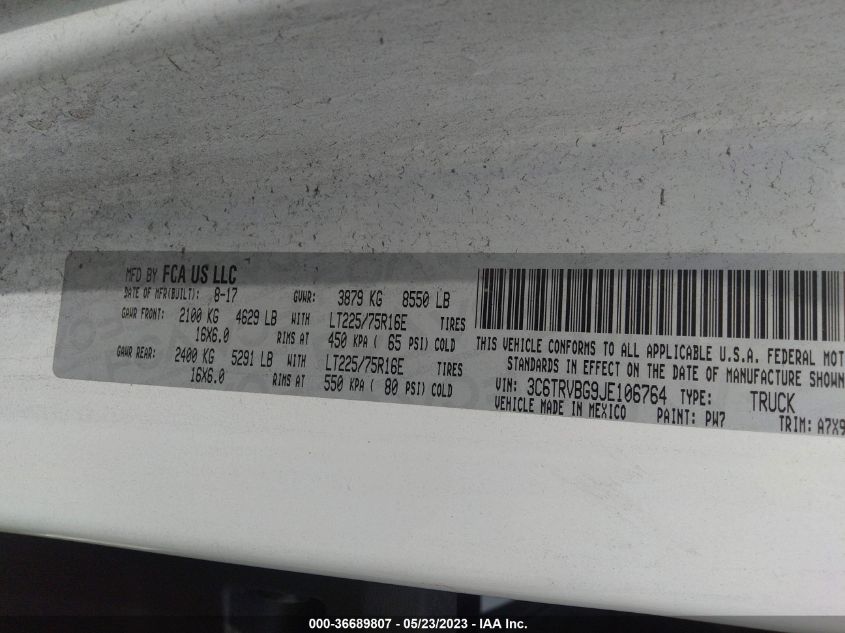 MFD BY FCA US LLC
DATE OF MFR(BUILT): 8-17 GVWR: 3879 KG 8550 LB
GAWR FRONT: 2100 KG 4629 LB WITH LT225/75R16E TIRES
16X6.0 RIMS AT 450 KPA ( 65 PSI) COLD
GAWR REAR: 2400 KG 5291 LB WITH LT225/75R16E TIRES
16X6.0 RIMS AT 550 KPA ( 80 PSI) COLD
THIS VEHICLE CONFORMS TO ALL APPLICABLE U.S.A. FEDERAL MOT
STANDARDS IN EFFECT ON THE DATE OF MANUFACTURE SHOWN
VIN: 3C6TRVBG9JE106764 TYPE: TRUCK
VEHICLE MADE IN MEXICO PAINT: PW7 TRIM: A7X9
000-36689807 - 05/23/2023 - IAA Inc.